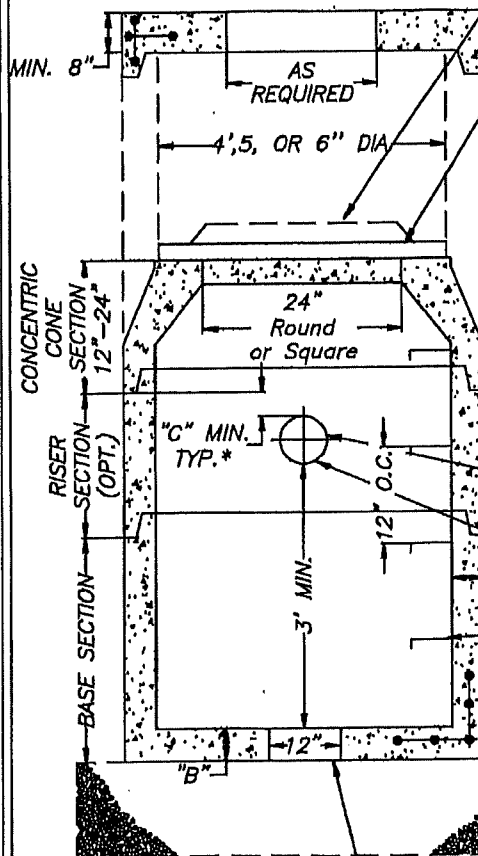 MIN. 8"
AS
REQUIRED
4',5, OR 6" DIA
CONCENTRIC
CONE
SECTION
12"-24"
24"
Round
or Square
RISER
SECTION
(OPT.)
"C" MIN.
TYP.*
12" O.C.
3' MIN.
BASE SECTION
12"
"B"